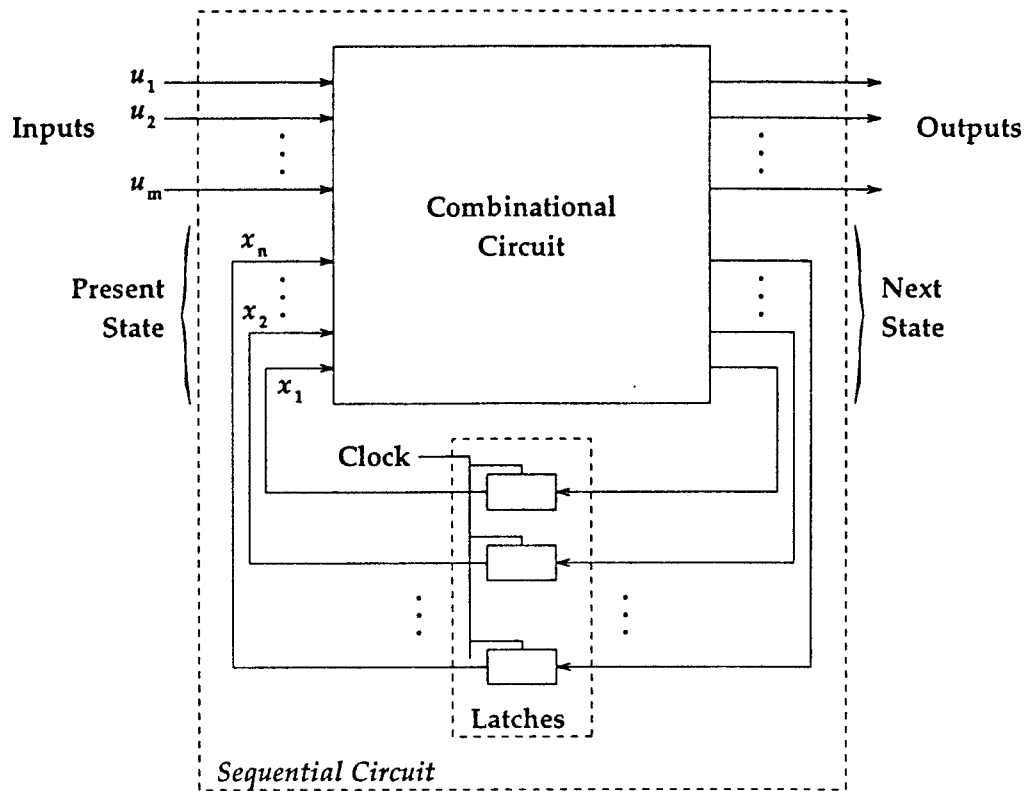 u1
u2
um
Inputs
Outputs
Combinational
Circuit
xn
Present
State
x2
x1
Next
State
Clock
Latches
Sequential Circuit